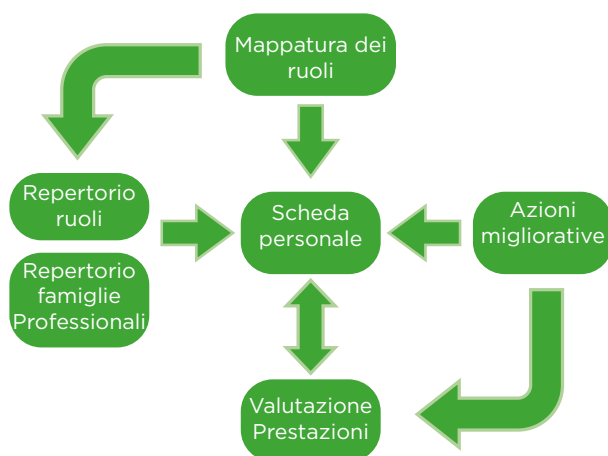 Mappatura dei
ruoli
Repertorio
ruoli
Scheda
personale
Azioni
migliorative
Repertorio
famiglie
Professionali
Valutazione
Prestazioni